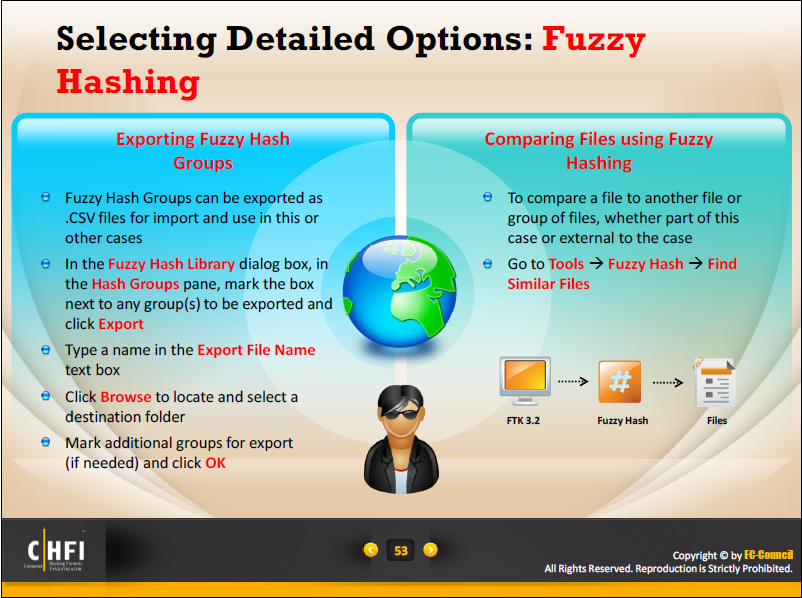 Selecting Detailed Options: Fuzzy
Hashing
Exporting Fuzzy Hash
Groups
Fuzzy Hash Groups can be exported as
.CSV files for import and use in this or
other cases
In the Fuzzy Hash Library dialog box, in
the Hash Groups pane, mark the box
next to any group(s) to be exported and
click Export
Type a name in the Export File Name
text box
Click Browse to locate and select a
destination folder
Mark additional groups for export
(if needed) and click OK
Comparing Files using Fuzzy
Hashing
To compare a file to another file or
group of files, whether part of this
case or external to the case
Go to Tools → Fuzzy Hash → Find
Similar Files
#
FTK 3.2
Fuzzy Hash
Files
CHFI
Computer Hacking Forensic
INVESTIGATOR
53
Copyright © by EC-Council
All Rights Reserved. Reproduction is Strictly Prohibited.